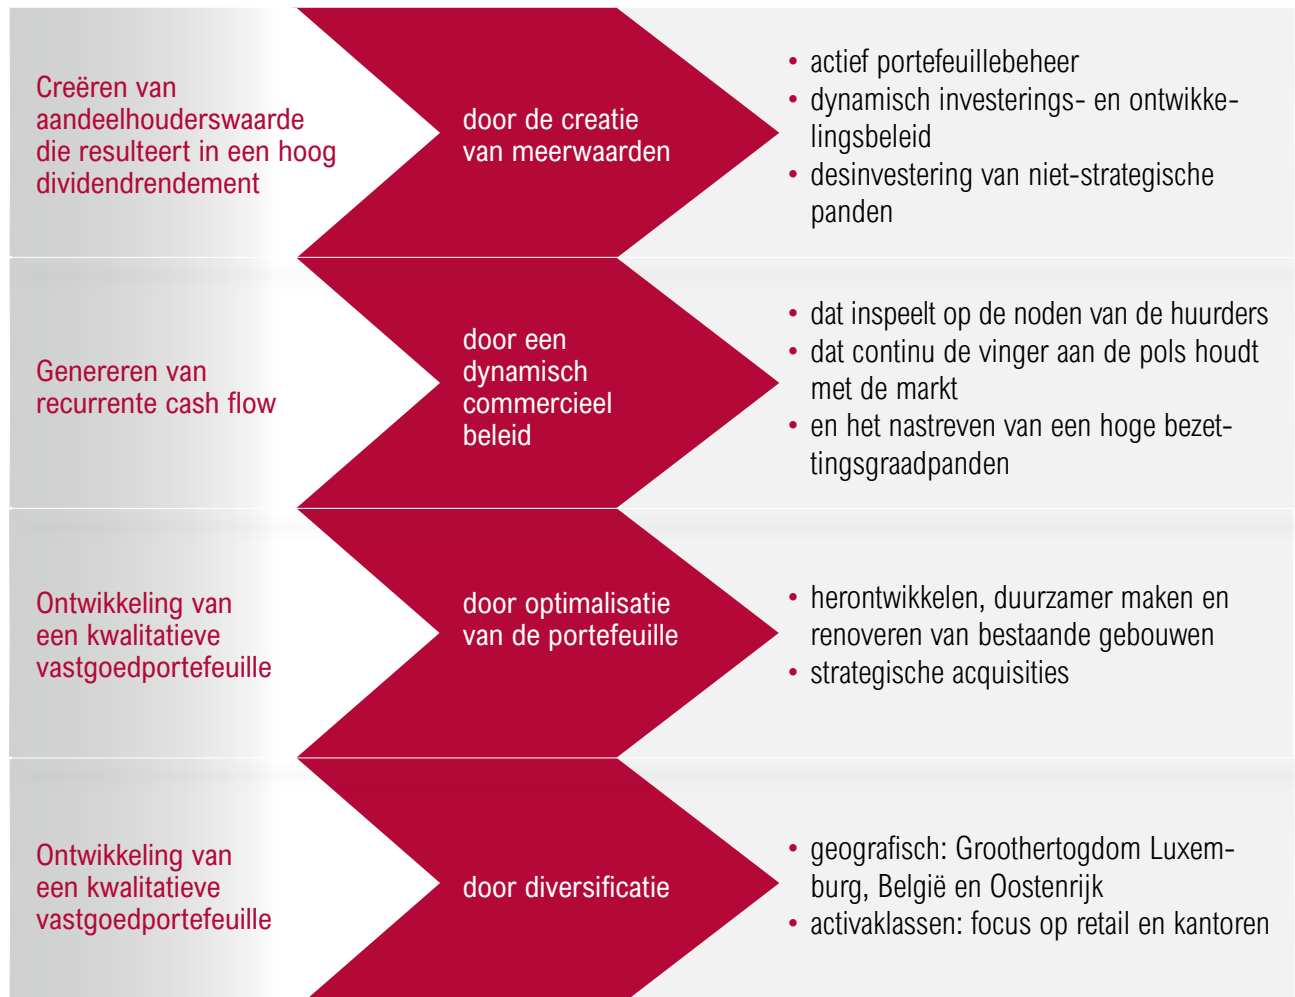 Creëren van
aandeelhouderswaarde
die resulteert in een hoog
dividendrendement
door de creatie
van meerwaarden
• actief portefeuillebeheer
• dynamisch investerings- en ontwikke-
lingsbeleid
• desinvestering van niet-strategische
panden
Genereren van
recurrente cash flow
door een
dynamisch
commercieel
beleid
• dat inspeelt op de noden van de huurders
• dat continu de vinger aan de pols houdt
met de markt
• en het nastreven van een hoge bezet-
tingsgraadpanden
Ontwikkeling van
een kwalitatieve
vastgoedportefeuille
door optimalisatie
van de portefeuille
• herontwikkelen, duurzamer maken en
renoveren van bestaande gebouwen
• strategische acquisities
Ontwikkeling van
een kwalitatieve
vastgoedportefeuille
door diversificatie
• geografisch: Groothertogdom Luxem-
burg, België en Oostenrijk
• activaklassen: focus op retail en kantoren